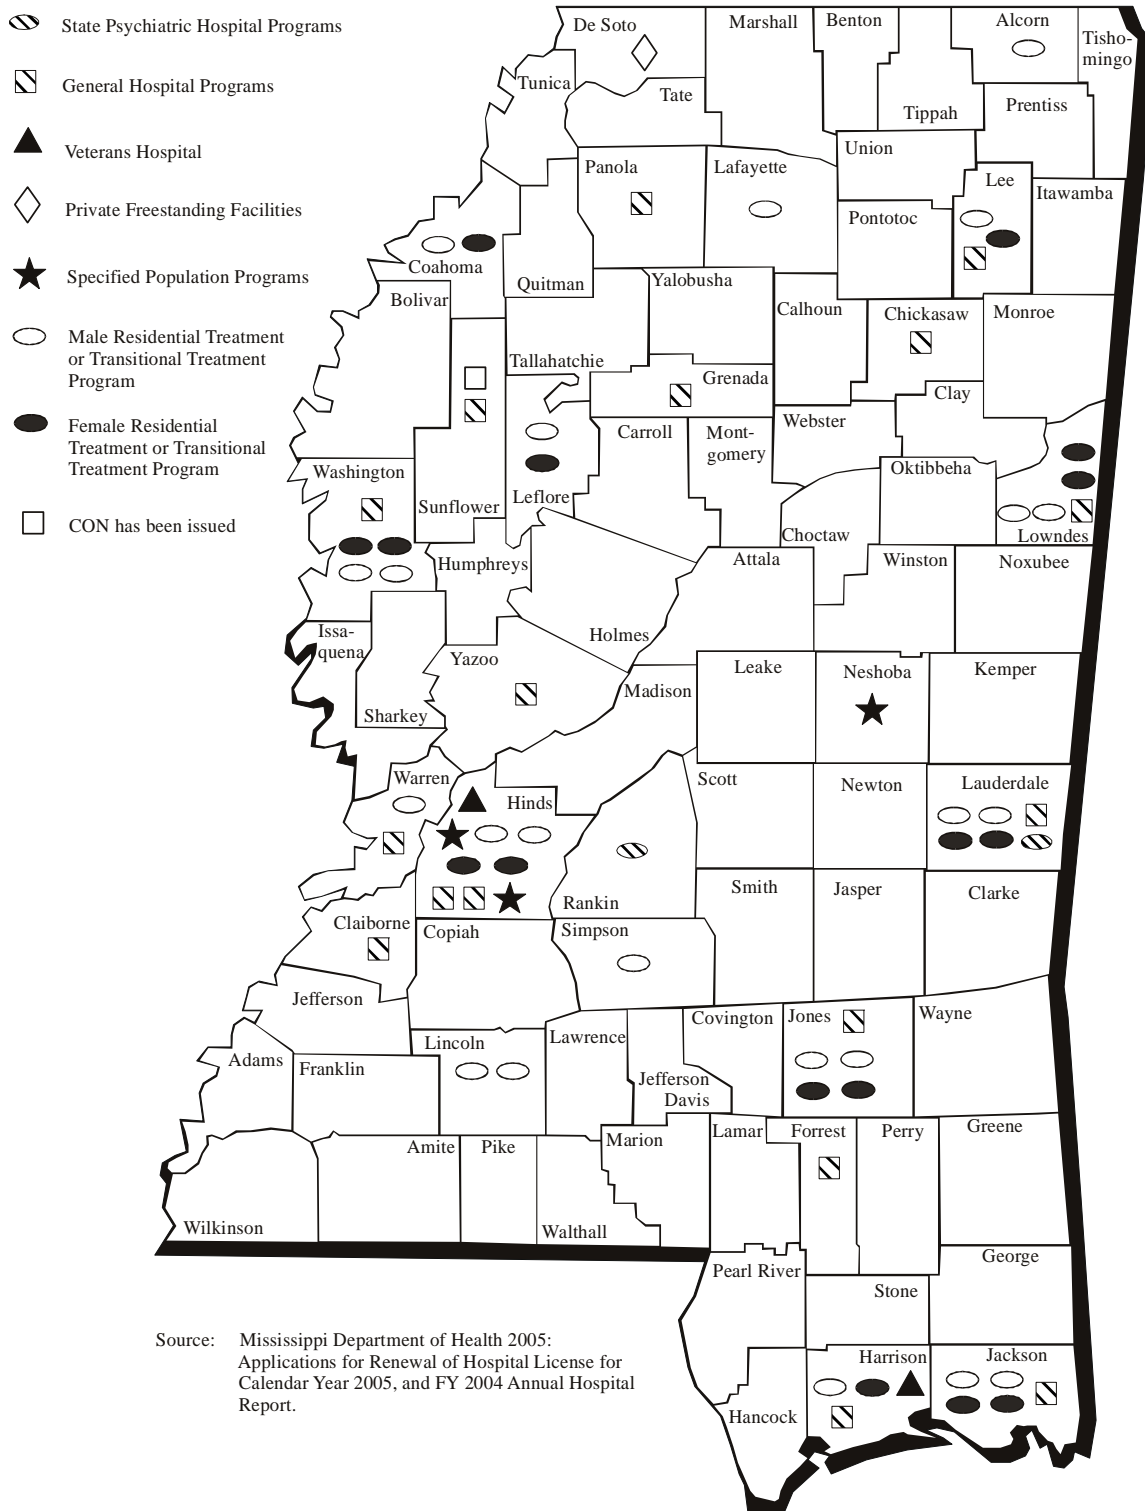 State Psychiatric Hospital Programs
General Hospital Programs
Veterans Hospital
Private Freestanding Facilities
Specified Population Programs
Male Residential Treatment
or Transitional Treatment
Program
Female Residential
Treatment or Transitional
Treatment Program
CON has been issued
De Soto
Marshall
Benton
Alcorn
Tisho-
mingo
Tunica
Tate
Tippah
Prentiss
Union
Panola
Lafayette
Lee
Itawamba
Pontotoc
Coahoma
Quitman
Yalobusha
Bolivar
Calhoun
Chickasaw
Monroe
Tallahatchie
Grenada
Clay
Carroll
Mont-
gomery
Webster
Washington
Oktibbeha
Sunflower
Leflore
Choctaw
Lowndes
Humphreys
Attala
Winston
Noxubee
Issa-
quena
Holmes
Yazoo
Leake
Neshoba
Kemper
Madison
Sharkey
Warren
Scott
Newton
Lauderdale
Hinds
Rankin
Smith
Jasper
Clarke
Claiborne
Copiah
Simpson
Jefferson
Covington
Jones
Wayne
Lincoln
Lawrence
Adams
Franklin
Jefferson
Davis
Amite
Pike
Marion
Lamar
Forrest
Perry
Greene
Wilkinson
Walthall
George
Pearl River
Stone
Harrison
Jackson
Hancock
Source: Mississippi Department of Health 2005:
Applications for Renewal of Hospital License for
Calendar Year 2005, and FY 2004 Annual Hospital
Report.